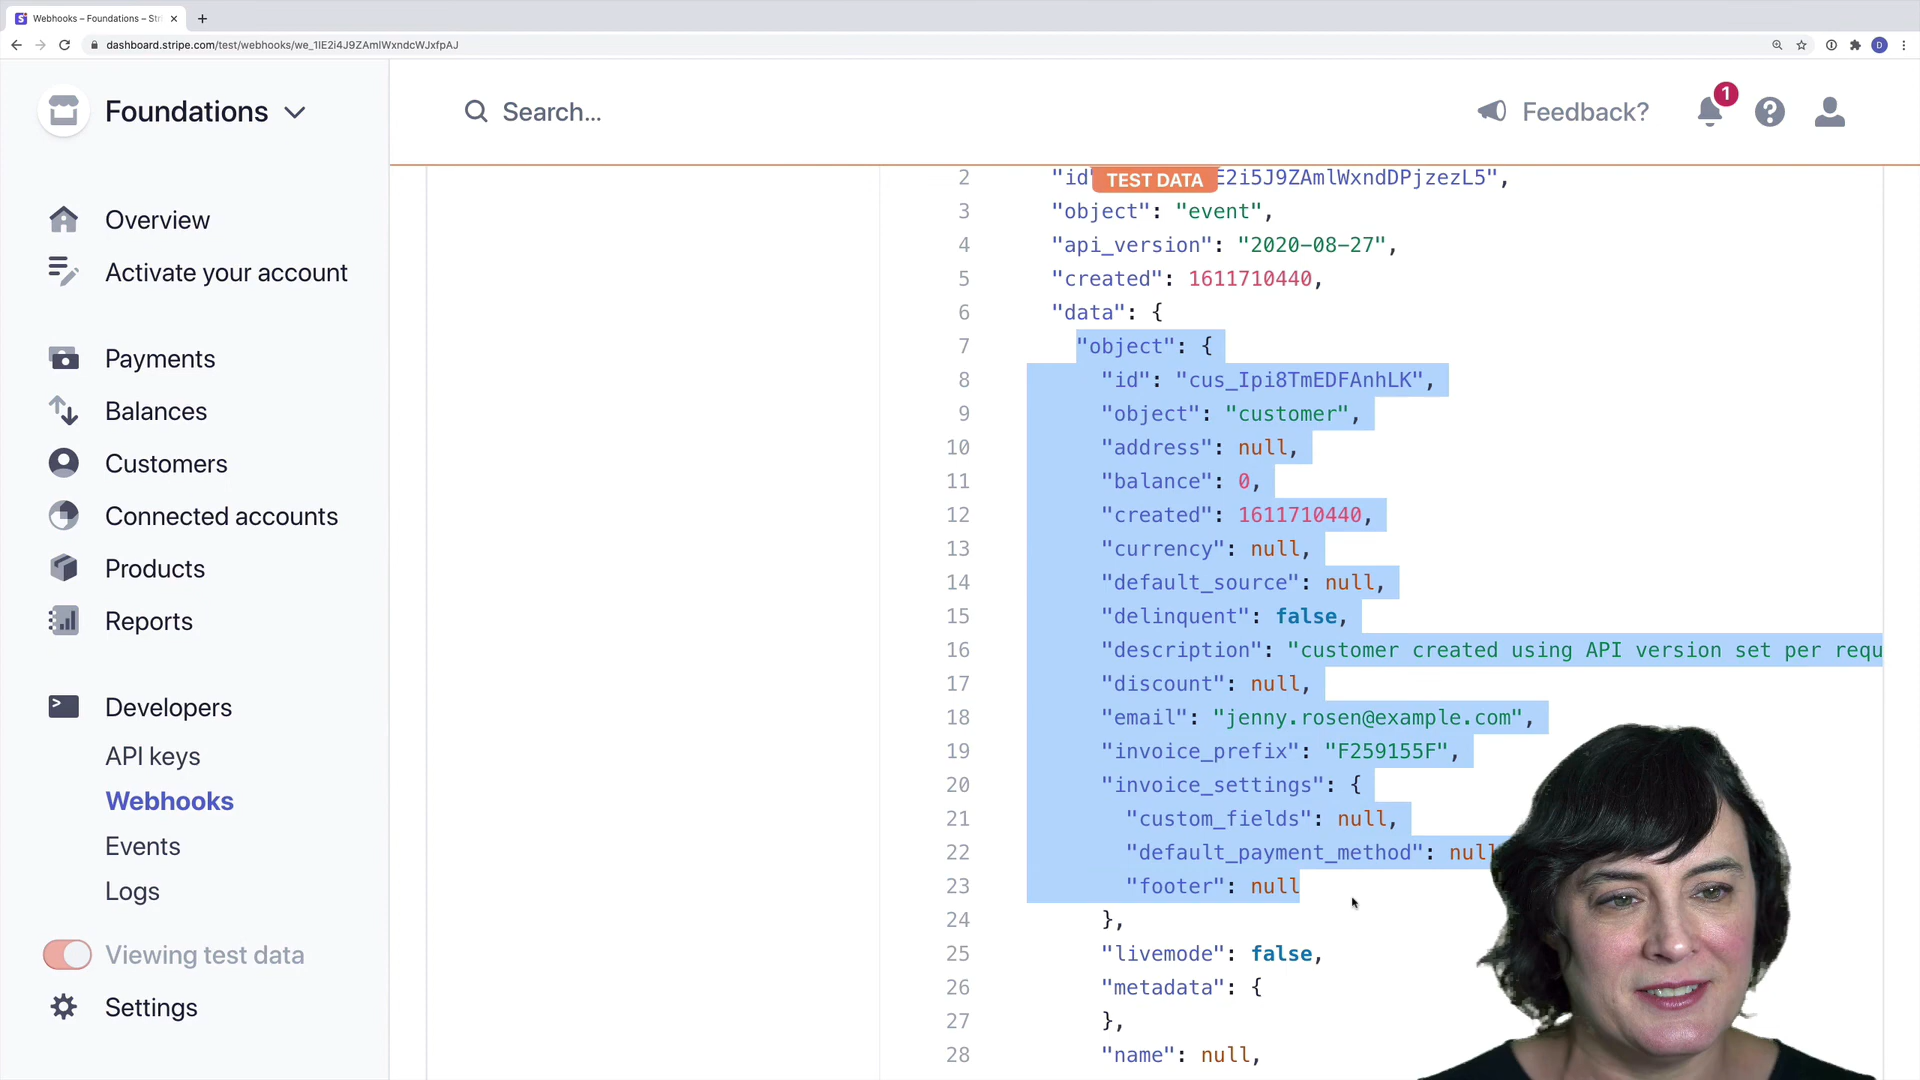 Webhooks – Foundations – Str
dashboard.stripe.com/test/webhooks/we_1IE2i4J9ZAmlWxndcWJxfpAJ
D
Foundations
Search...
Feedback?
1
Overview
Activate your account
Payments
Balances
Customers
Connected accounts
Products
Reports
Developers
API keys
Webhooks
Events
Logs
Viewing test data
Settings
TEST DATA
2 "id E2i5J9ZAmlWxndDPjzezL5",
3 "object": "event",
4 "api_version": "2020-08-27",
5 "created": 1611710440,
6 "data": {
7 "object": {
8 "id": "cus_Ipi8TmEDFAnhLK",
9 "object": "customer",
10 "address": null,
11 "balance": 0,
12 "created": 1611710440,
13 "currency": null,
14 "default_source": null,
15 "delinquent": false,
16 "description": "customer created using API version set per requ
17 "discount": null,
18 "email": "jenny.rosen@example.com",
19 "invoice_prefix": "F259155F",
20 "invoice_settings": {
21 "custom_fields": null,
22 "default_payment_method": null
23 "footer": null
24 },
25 "livemode": false,
26 "metadata": {
27 },
28 "name": null,